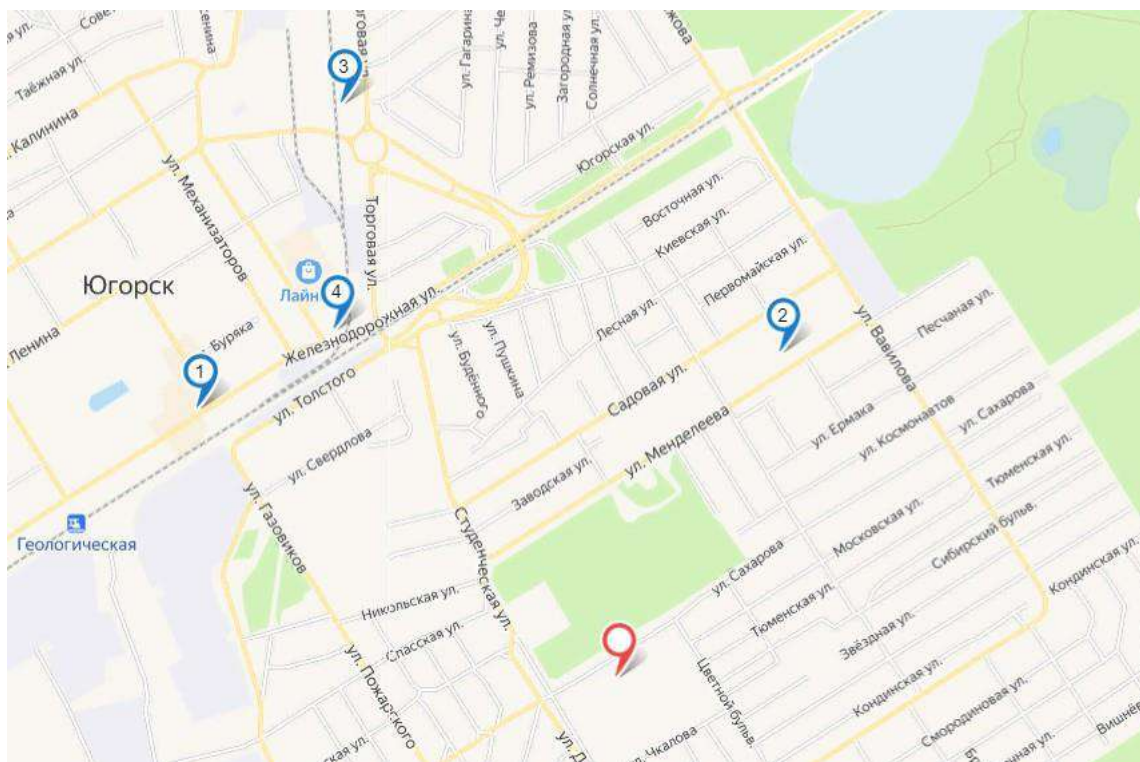 Таёжная ул.
ул. Гагарина
ул. Ремизова
Загородная ул.
Солнечная ул.
3
Калинина
Югорская ул.
ул. Механизаторов
Торговая ул.
Восточная ул.
Киевская ул.
Первомайская ул.
Югорск
Лайн
4
Железнодорожная ул.
2
Лесная ул.
ул. Вавилова
Песчаная ул.
Ленина
Буряка
1
ул. Толстого
ул. Будённого
ул. Пушкина
Садовая ул.
ул. Менделеева
ул. Ермака
ул. Космонавтов
ул. Сахарова
ул. Свердлова
Заводская ул.
Тюменская ул.
Геологическая
ул. Газовиков
Студенческая ул.
Московская ул.
Сибирский бульв.
ул. Сахарова
Кондинская ул.
Никольская ул.
Тюменская ул.
Спасская ул.
Звёздная ул.
ул. Пожарского
Цветной бульв.
Кондинская ул.
Смородиновая ул.
Чкалова